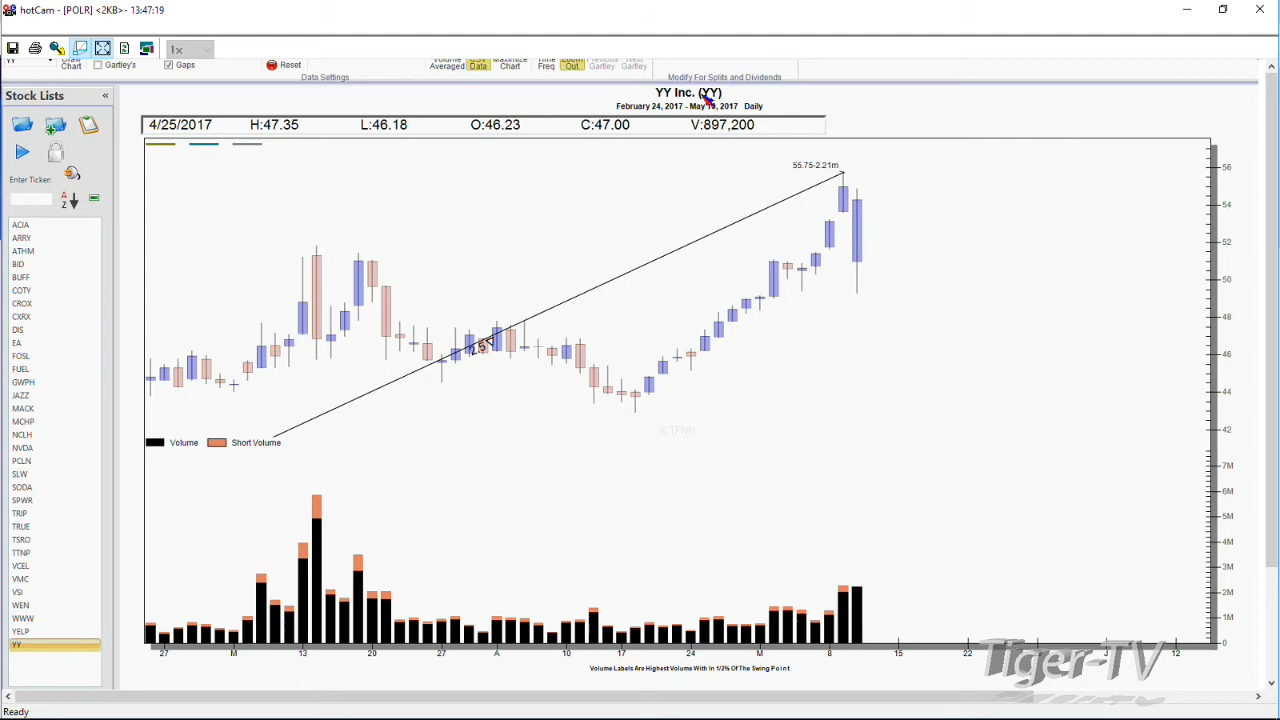 hotCam - [POLR] <2KB> - 13:47:19
1x
YY Draw Volume CSV Maximize Time Zoom Previous Next
Chart Gartley's Gaps Reset Averaged Data Chart Freq Out Gartley Gartley
Data Settings Modify For Splits and Dividends
Stock Lists «
YY Inc. (YY)
February 24, 2017 - May 10, 2017 Daily
4/25/2017 H:47.35 L:46.18 O:46.23 C:47.00 V:897,200
55.75-2.21m
Enter Ticker:
A
Z
ACIA
ARRY
ATHM
BID
BUFF
COTY
CROX
CXRX
DIS
EA
FOSL
FUEL
GWPH
JAZZ
MACK
MCHP
NCLH
NVDA
PCLN
SLW
SODA
SPWR
TRIP
TRUE
TSRO
TTNP
VCEL
VMC
VSI
WEN
WWW
YELP
YY
56
54
52
50
48
46
44
42
© TFNN
Volume Short Volume
7M
6M
5M
4M
3M
2M
1M
0
27 M 13 20 27 A 10 17 24 M 8 15 22 J 12
Volume Labels Are Highest Volume With In 1/2% Of The Swing Point
Tiger-TV
Ready